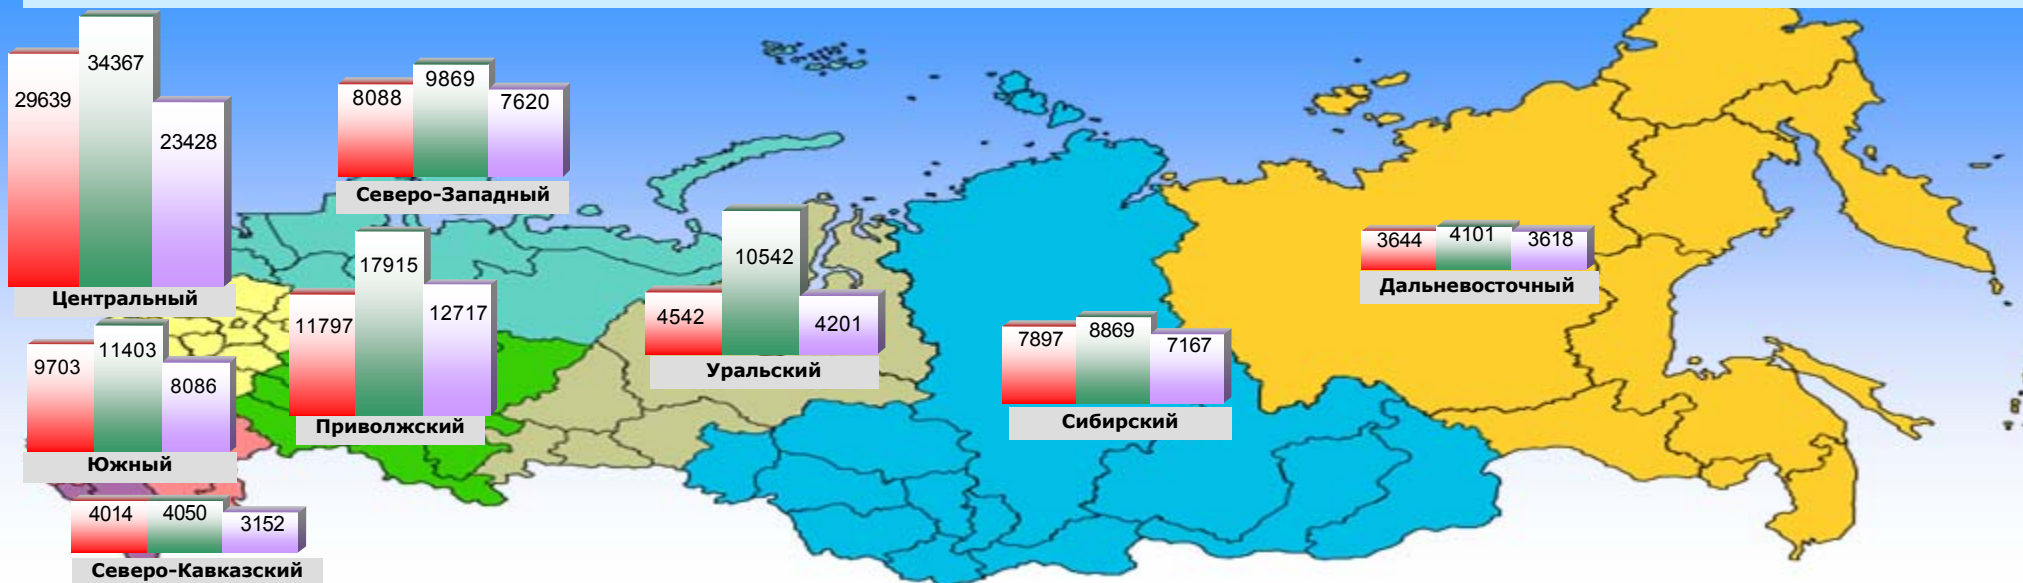 29639 34367 23428
Центральный
8088 9869 7620
Северо-Западный
11797 17915 12717
Приволжский
4542 10542 4201
Уральский
3644 4101 3618
Дальневосточный
7897 8869 7167
Сибирский
9703 11403 8086
Южный
4014 4050 3152
Северо-Кавказский